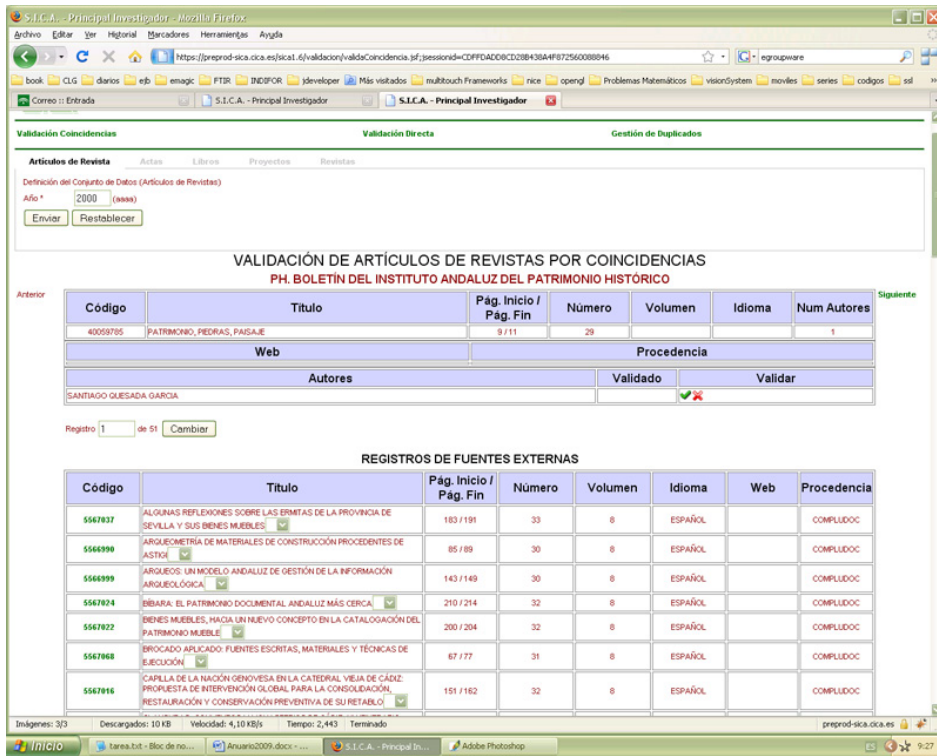 S.I.C.A. - Principal Investigador - Mozilla Firefox
Archivo Editar Ver Historial Marcadores Herramientas Ayuda
https://preprod-sica.cica.es/sica1.6/validacion/validaCoincidencia.jsf;jsessionid=CDFFDADD8CD28B438A4F872560088846
egroupware
book CLG diarios ejb emagic FTIR INDIFOR jdeveloper Más visitados multitouch Frameworks nice opengl Problemas Matemáticos visionSystem moviles series codigos ssl
Correo :: Entrada S.I.C.A. - Principal Investigador S.I.C.A. - Principal Investigador
Validación Coincidencias Validación Directa Gestión de Duplicados
Artículos de Revista Actas Libros Proyectos Revistas
Definición del Conjunto de Datos (Artículos de Revistas)
Año * 2000 (aaaa)
Enviar Restablecer
VALIDACIÓN DE ARTÍCULOS DE REVISTAS POR COINCIDENCIAS
PH. BOLETÍN DEL INSTITUTO ANDALUZ DEL PATRIMONIO HISTÓRICO
Anterior Siguiente
Código Título Pág. Inicio / Pág. Fin Número Volumen Idioma Num Autores
40059785 PATRIMONIO, PIEDRAS, PAISAJE 9 / 11 29 1
Web Procedencia
Autores Validado Validar
SANTIAGO QUESADA GARCIA
Registro 1 de 51 Cambiar
REGISTROS DE FUENTES EXTERNAS
Código Título Pág. Inicio / Pág. Fin Número Volumen Idioma Web Procedencia
5567037 ALGUNAS REFLEXIONES SOBRE LAS ERMITAS DE LA PROVINCIA DE SEVILLA Y SUS BIENES MUEBLES 183 / 191 33 8 ESPAÑOL COMPLUDOC
5566990 ARQUEOMETRÍA DE MATERIALES DE CONSTRUCCIÓN PROCEDENTES DE ASTIGI 85 / 89 30 8 ESPAÑOL COMPLUDOC
5566999 ARQUEOS: UN MODELO ANDALUZ DE GESTIÓN DE LA INFORMACIÓN ARQUEOLÓGICA 143 / 149 30 8 ESPAÑOL COMPLUDOC
5567024 BÍBARA: EL PATRIMONIO DOCUMENTAL ANDALUZ MÁS CERCA 210 / 214 32 8 ESPAÑOL COMPLUDOC
5567022 BIENES MUEBLES, HACIA UN NUEVO CONCEPTO EN LA CATALOGACIÓN DEL PATRIMONIO MUEBLE 200 / 204 32 8 ESPAÑOL COMPLUDOC
5567068 BROCADO APLICADO: FUENTES ESCRITAS, MATERIALES Y TÉCNICAS DE EJECUCIÓN 67 / 77 31 8 ESPAÑOL COMPLUDOC
5567016 CAPILLA DE LA NACIÓN GENOVESA EN LA CATEDRAL VIEJA DE CÁDIZ: PROPUESTA DE INTERVENCIÓN GLOBAL PARA LA CONSOLIDACIÓN, RESTAURACIÓN Y CONSERVACIÓN PREVENTIVA DE SU RETABLO 151 / 162 32 8 ESPAÑOL COMPLUDOC
Imágenes: 3/3 Descargados: 10 KB Velocidad: 4,10 KB/s Tiempo: 2,443 Terminado preprod-sica.cica.es
Inicio tarea.txt - Bloc de no... Anuario2009.docx - ... S.I.C.A. - Principal In... Adobe Photoshop ES 9:27